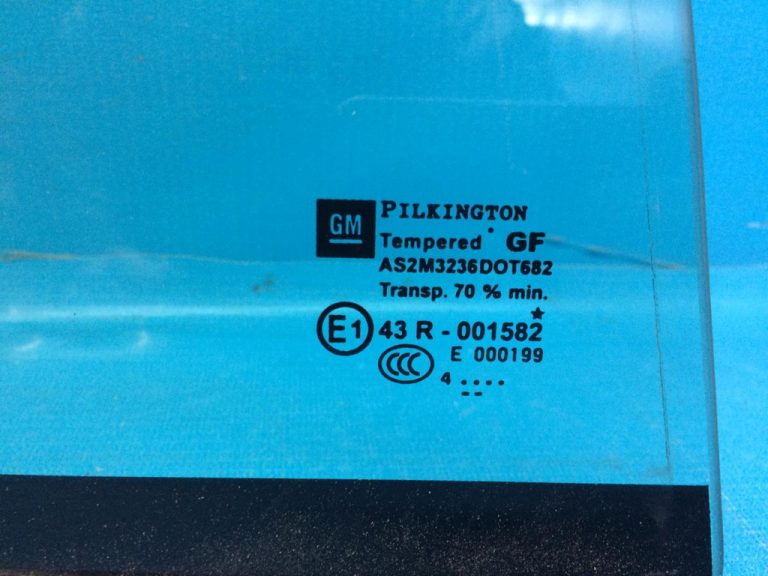 GM PILKINGTON
Tempered GF
AS2M3236DOT682
Transp. 70 % min.
E1 43 R - 001582
CCC E 000199
4 ....
--